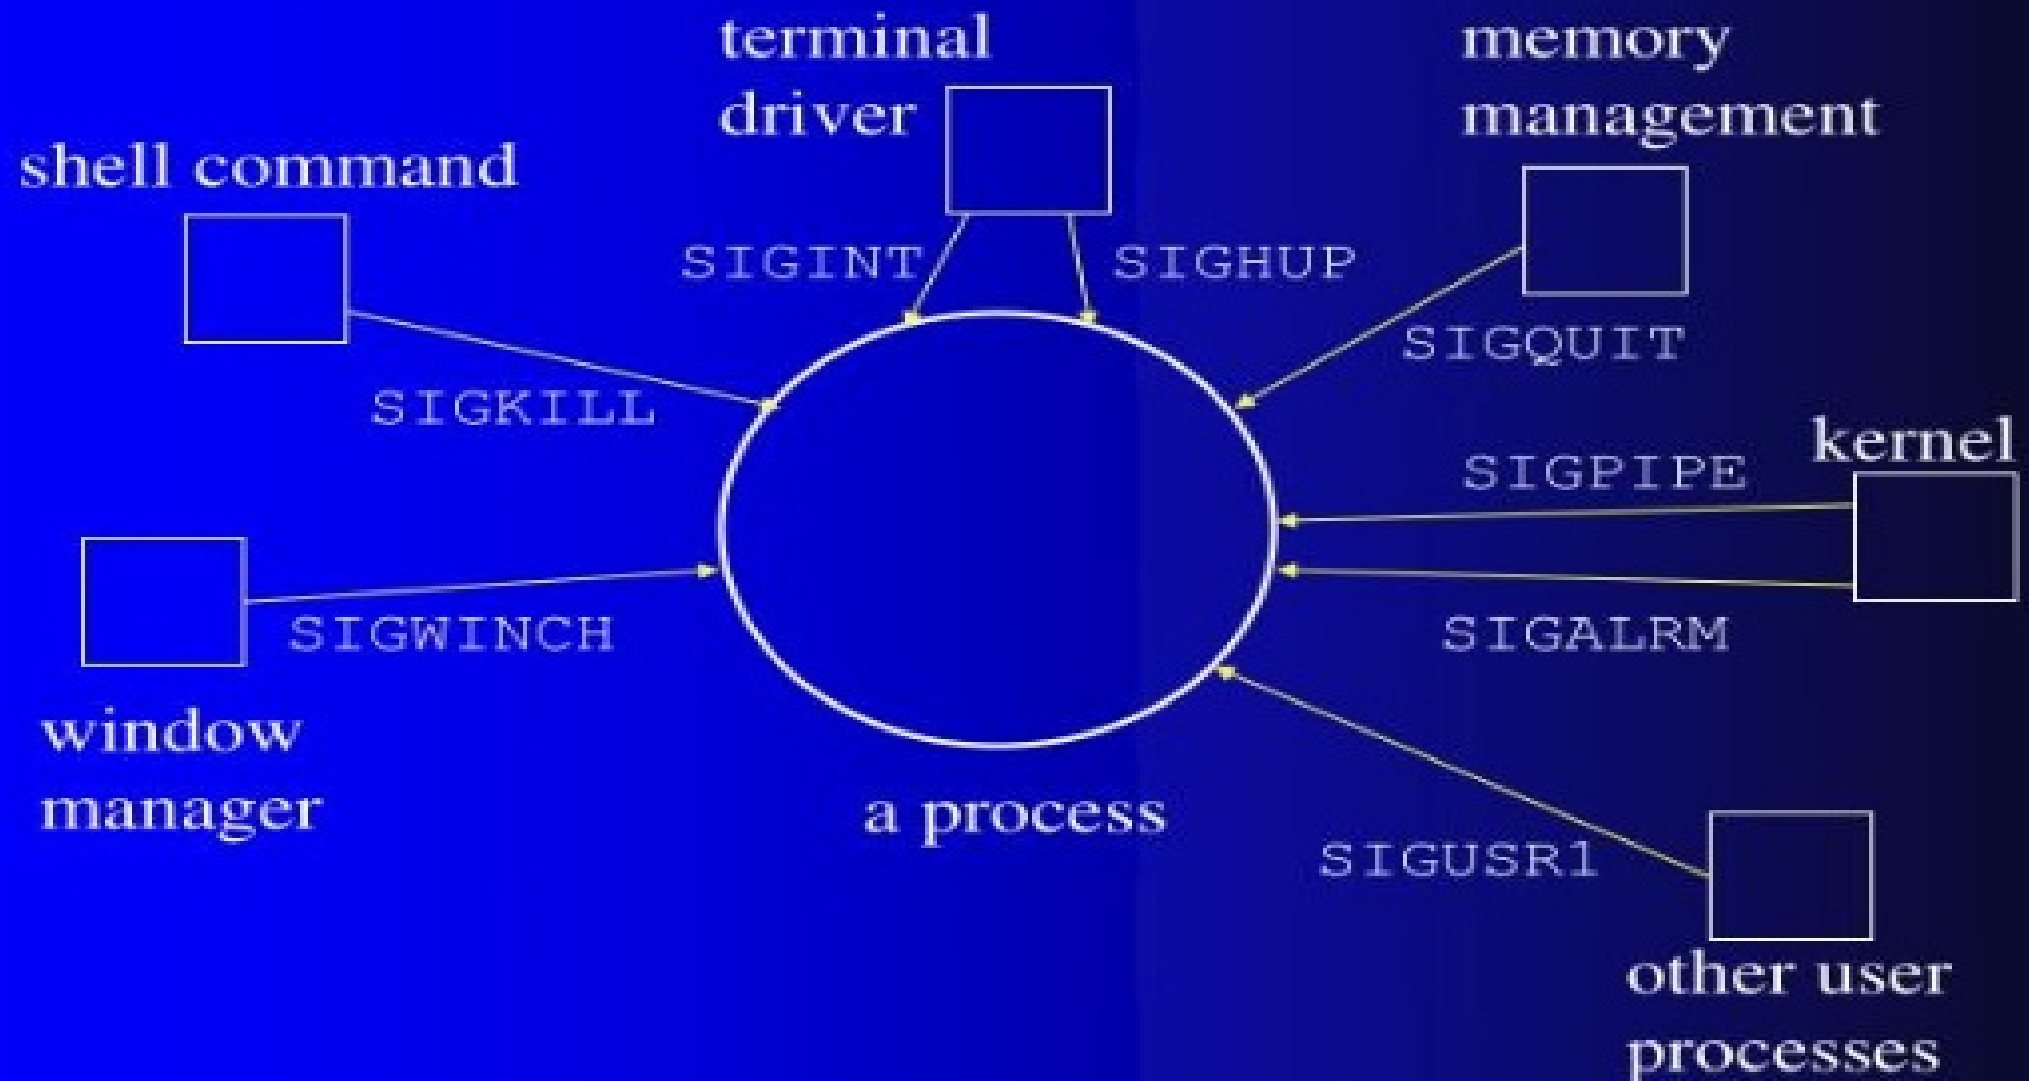 terminal
driver
memory
management
shell command
SIGINT
SIGHUP
SIGQUIT
SIGKILL
kernel
SIGPIPE
SIGWINCH
SIGALRM
window
manager
a process
SIGUSR1
other user
processes